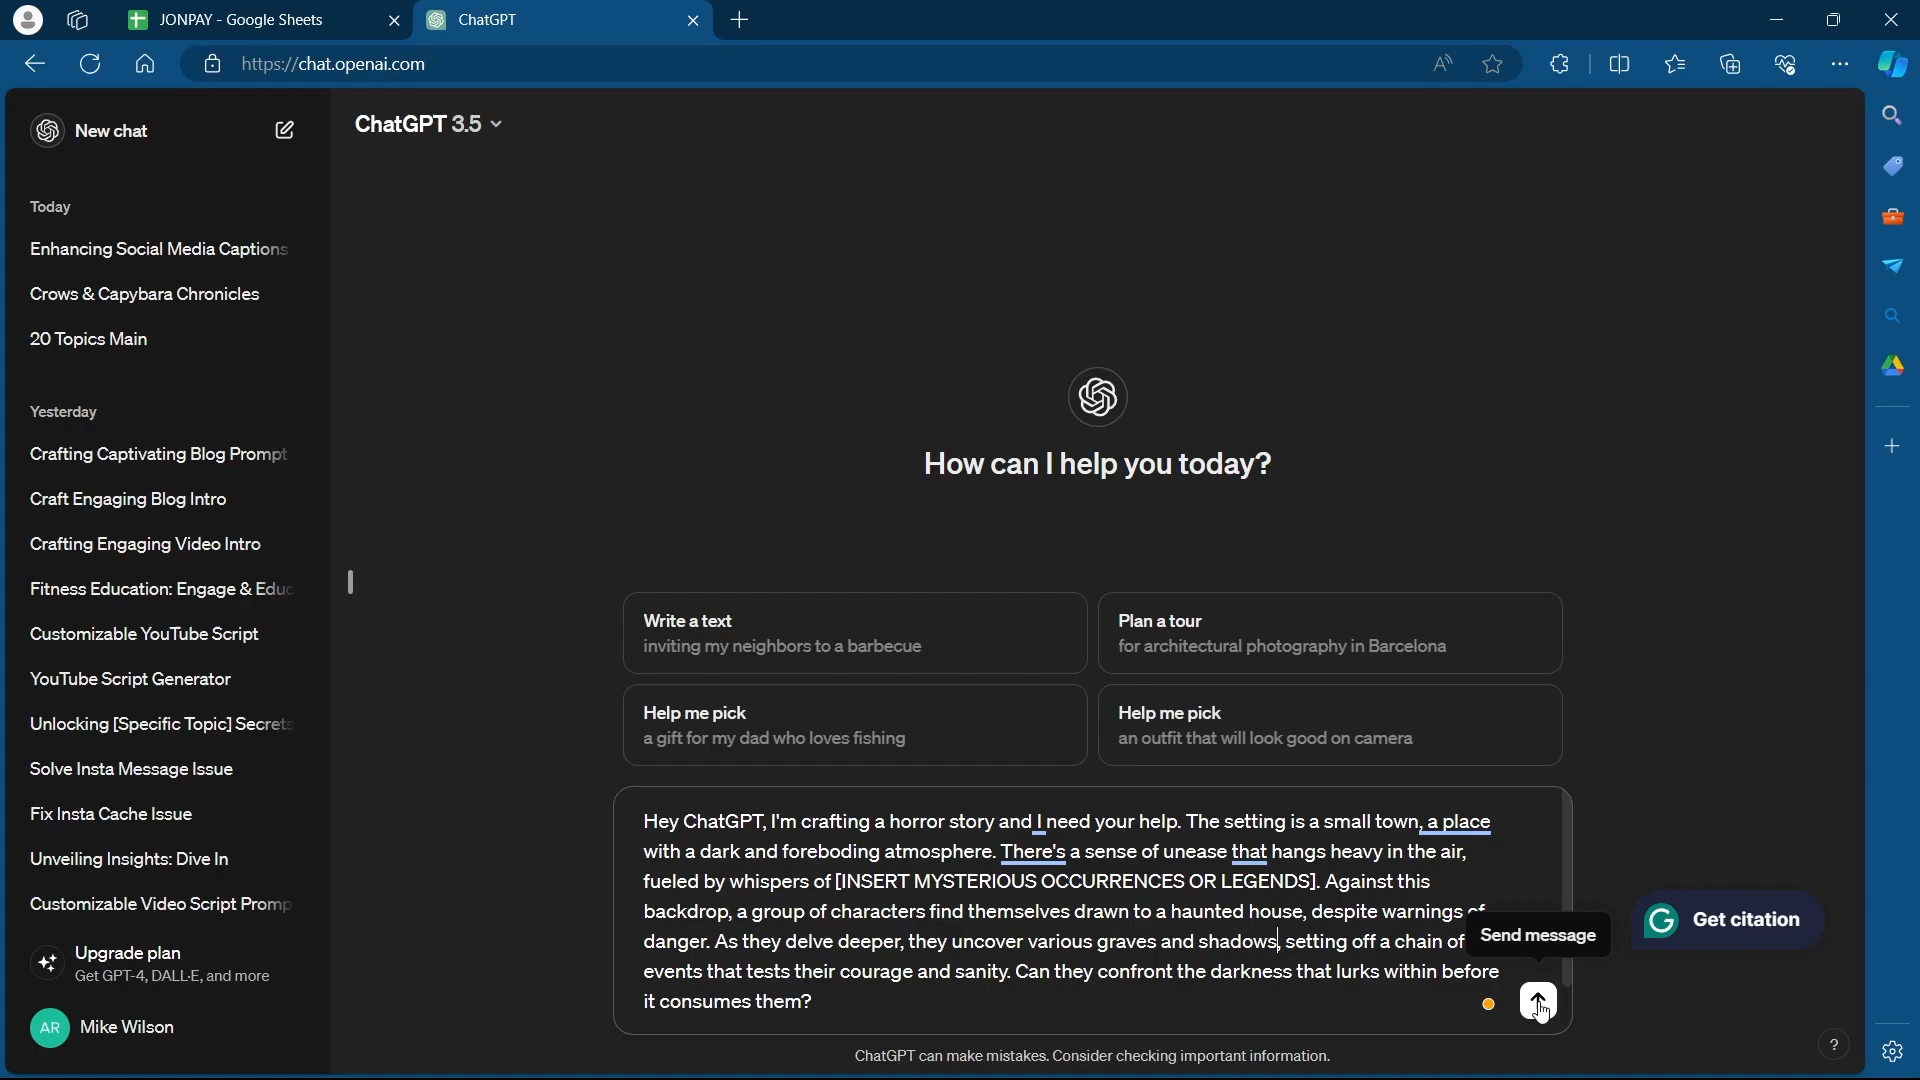 JONPAY - Google Sheets
ChatGPT
https://chat.openai.com
New chat
ChatGPT 3.5
Today
Enhancing Social Media Captions
Crows & Capybara Chronicles
20 Topics Main
Yesterday
Crafting Captivating Blog Prompt
Craft Engaging Blog Intro
Crafting Engaging Video Intro
Fitness Education: Engage & Educ
Customizable YouTube Script
YouTube Script Generator
Unlocking [Specific Topic] Secrets
Solve Insta Message Issue
Fix Insta Cache Issue
Unveiling Insights: Dive In
Customizable Video Script Promp
Upgrade plan
Get GPT-4, DALL·E, and more
AR
Mike Wilson
How can I help you today?
Write a text
inviting my neighbors to a barbecue
Plan a tour
for architectural photography in Barcelona
Help me pick
a gift for my dad who loves fishing
Help me pick
an outfit that will look good on camera
Hey ChatGPT, I'm crafting a horror story and I need your help. The setting is a small town, a place
with a dark and foreboding atmosphere. There's a sense of unease that hangs heavy in the air,
fueled by whispers of [INSERT MYSTERIOUS OCCURRENCES OR LEGENDS]. Against this
backdrop, a group of characters find themselves drawn to a haunted house, despite warnings of
danger. As they delve deeper, they uncover various graves and shadows, setting off a chain of
events that tests their courage and sanity. Can they confront the darkness that lurks within before
it consumes them?
Send message
Get citation
ChatGPT can make mistakes. Consider checking important information.
?